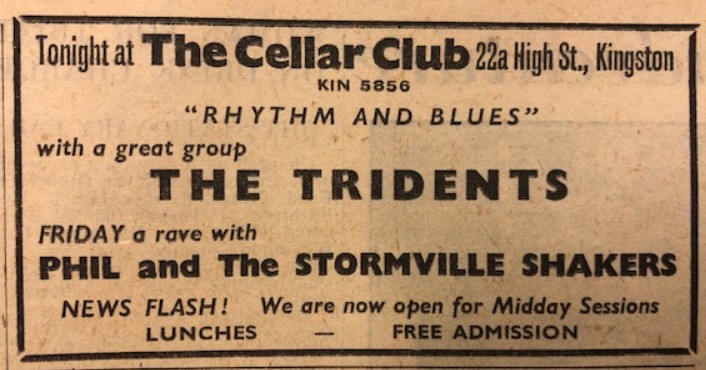 Tonight at The Cellar Club 22a High St., Kingston
KIN 5856
"RHYTHM AND BLUES"
with a great group
THE TRIDENTS
FRIDAY a rave with
PHIL and The STORMVILLE SHAKERS
NEWS FLASH! We are now open for Midday Sessions
LUNCHES — FREE ADMISSION